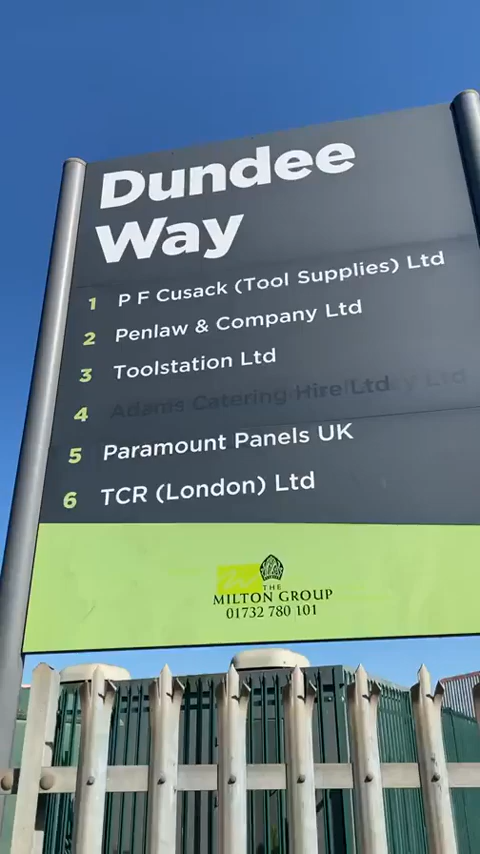 Dundee
Way
1 P F Cusack (Tool Supplies) Ltd
2 Penlaw & Company Ltd
3 Toolstation Ltd
4 Adams Catering Hire Ltd
5 Paramount Panels UK
6 TCR (London) Ltd
THE
MILTON GROUP
01732 780 101